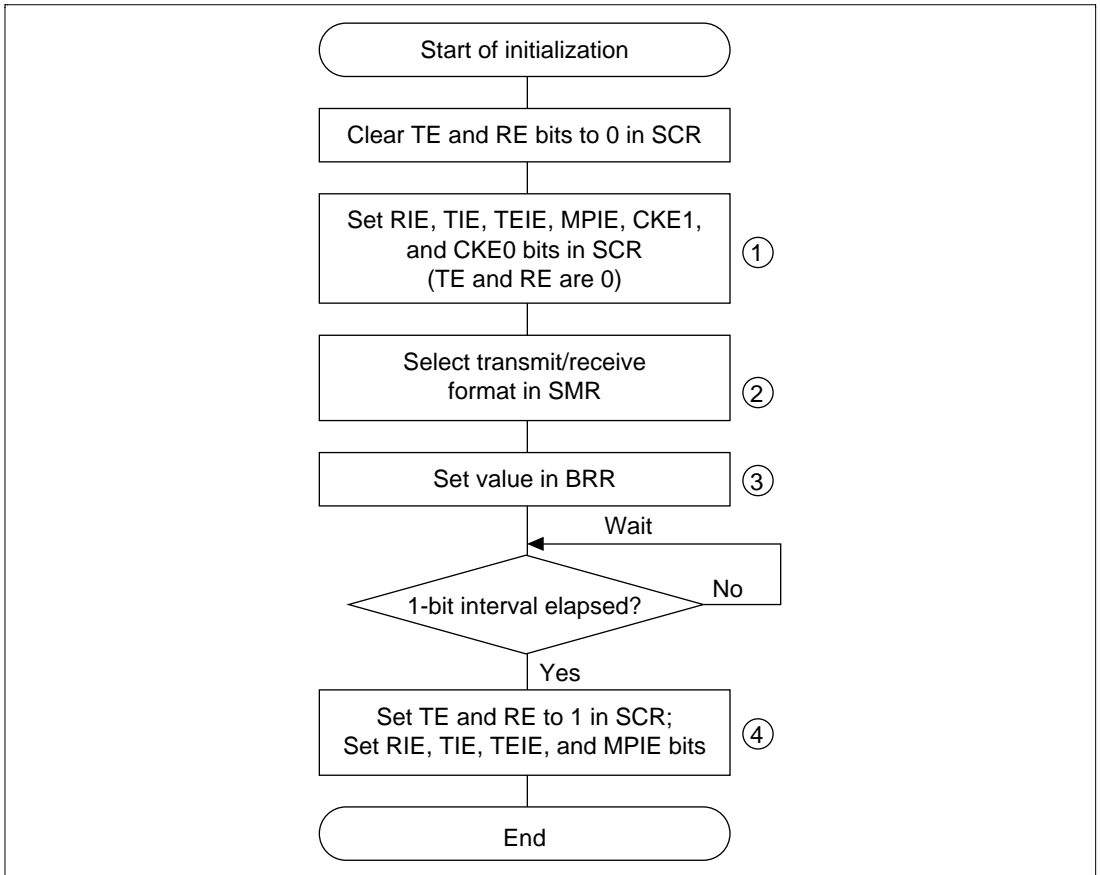 Start of initialization
Clear TE and RE bits to 0 in SCR
Set RIE, TIE, TEIE, MPIE, CKE1,
and CKE0 bits in SCR
(TE and RE are 0)
1
Select transmit/receive
format in SMR
2
Set value in BRR
3
Wait
1-bit interval elapsed?
No
Yes
Set TE and RE to 1 in SCR;
Set RIE, TIE, TEIE, and MPIE bits
4
End